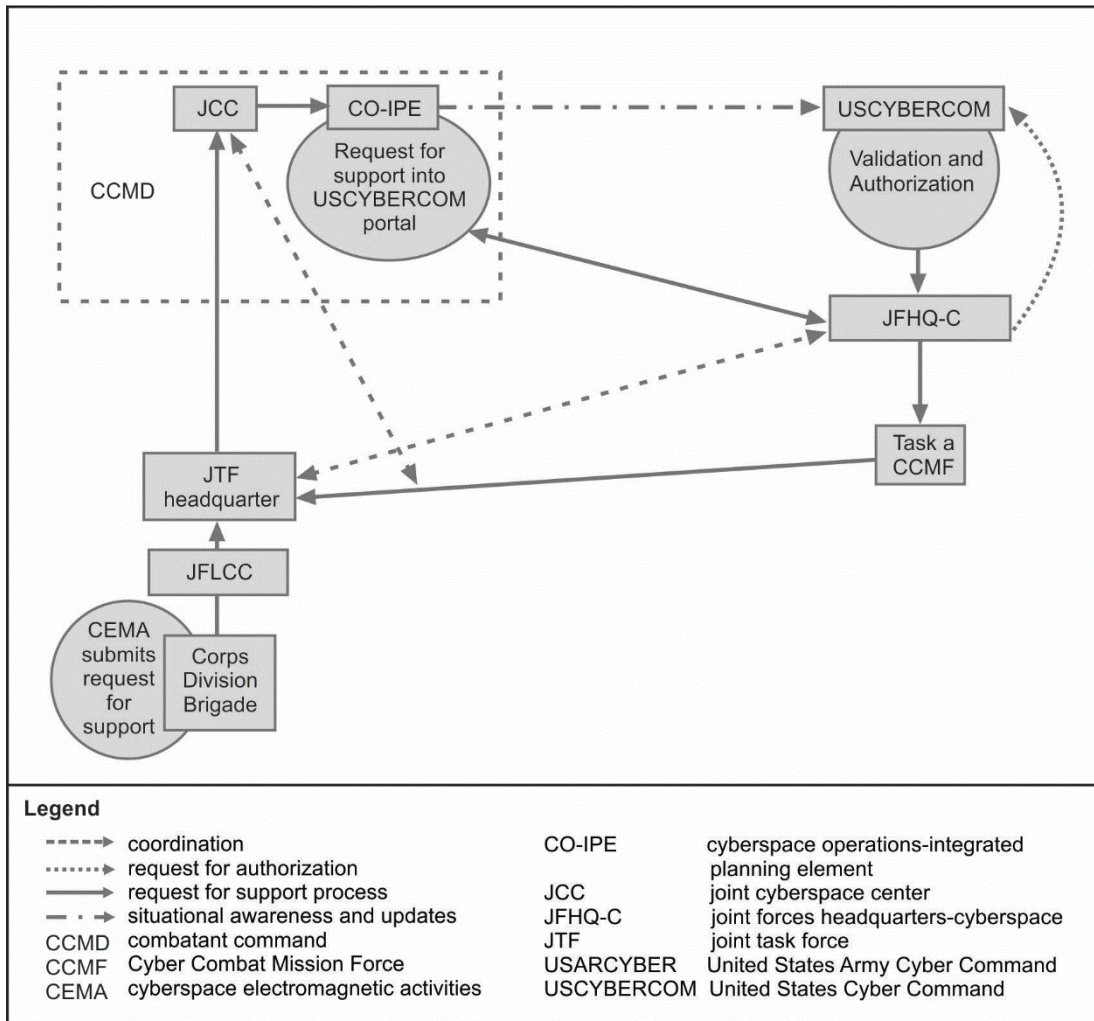 JCC
CO-IPE
USCYBERCOM
CCMD
Request for
support into
USCYBERCOM
portal
Validation and
Authorization
JFHQ-C
JTF
headquarter
Task a
CCMF
JFLCC
CEMA
submits
request
for
support
Corps
Division
Brigade
Legend
coordination
request for authorization
request for support process
situational awareness and updates
CCMD combatant command
CCMF Cyber Combat Mission Force
CEMA cyberspace electromagnetic activities
CO-IPE cyberspace operations-integrated
planning element
JCC joint cyberspace center
JFHQ-C joint forces headquarters-cyberspace
JTF joint task force
USARCYBER United States Army Cyber Command
USCYBERCOM United States Cyber Command